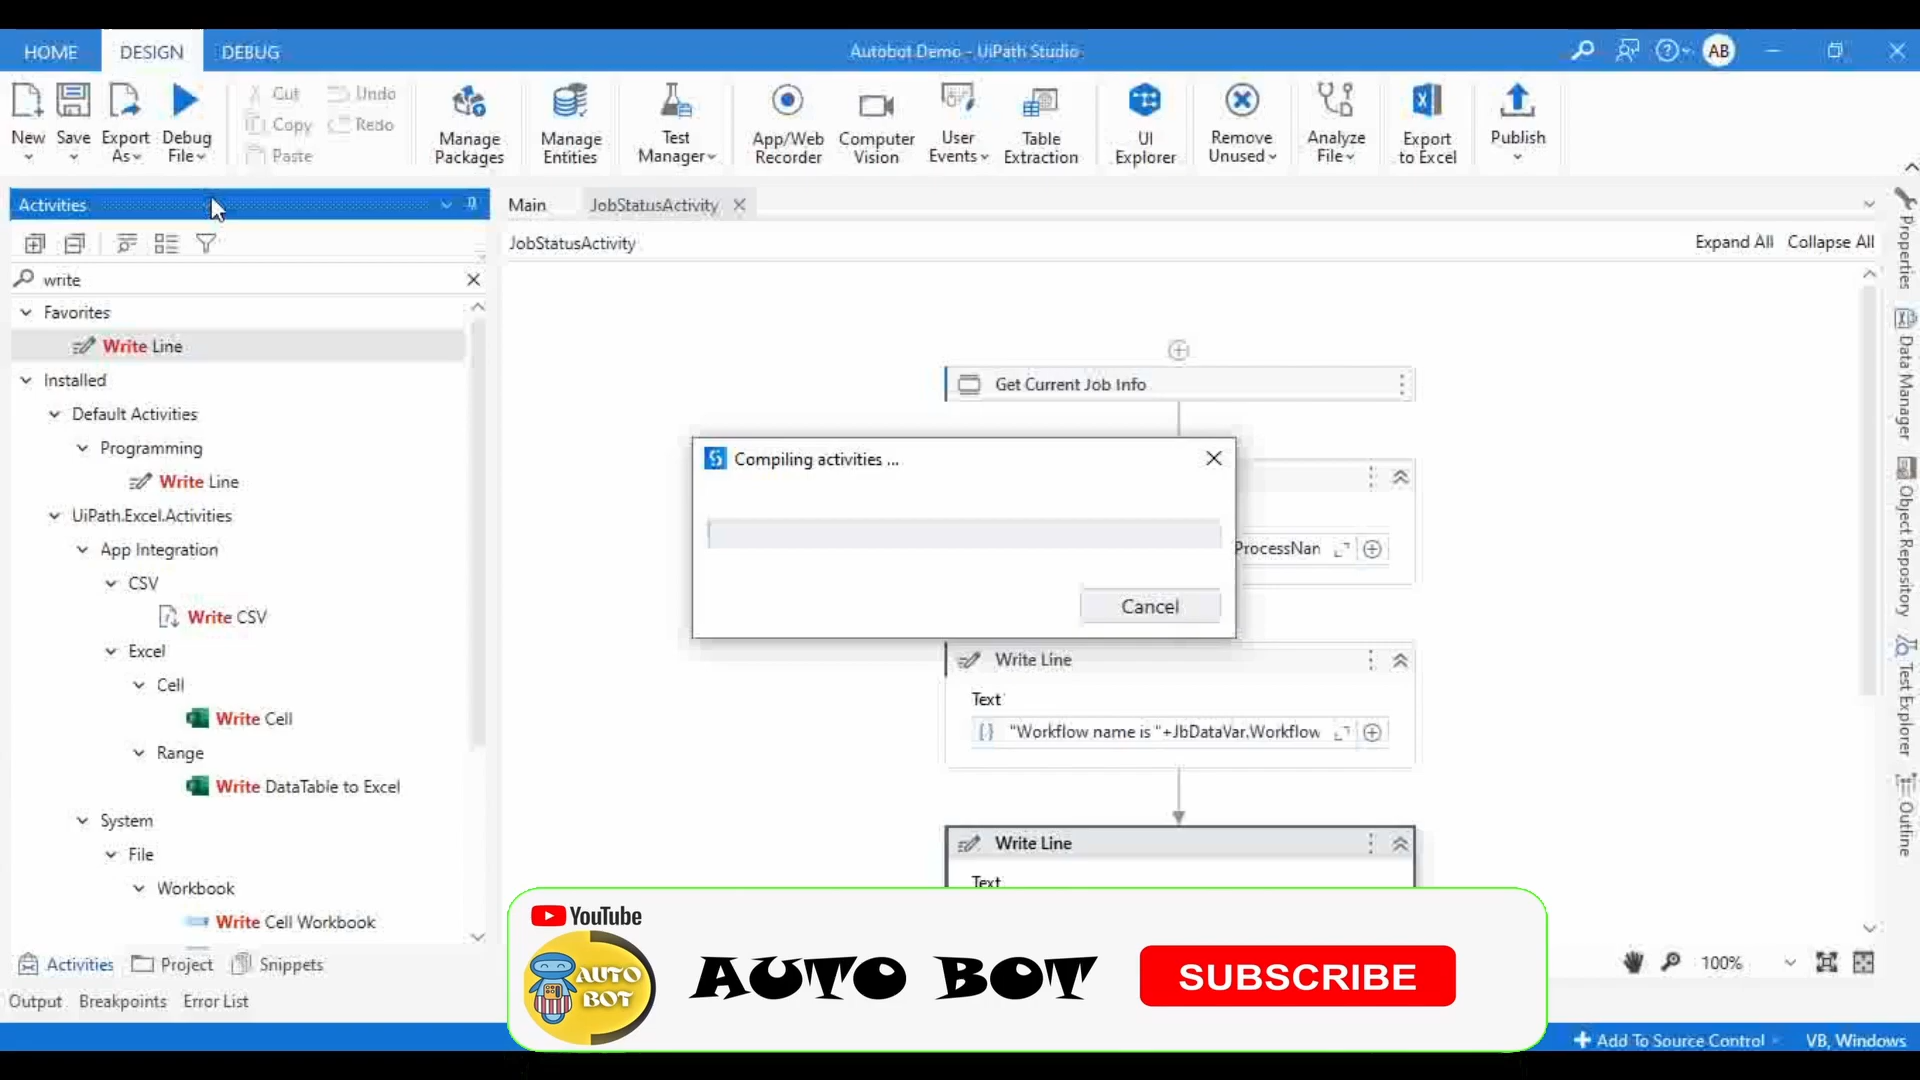 HOME DESIGN DEBUG Autobot Demo - UiPath Studio AB
New Save Export As Debug File Cut Copy Paste Undo Redo Manage Packages Manage Entities Test Manager App/Web Recorder Computer Vision User Events Table Extraction UI Explorer Remove Unused Analyze File Export to Excel Publish
Activities
write
Favorites
Write Line
Installed
Default Activities
Programming
Write Line
UiPath.Excel.Activities
App Integration
CSV
Write CSV
Excel
Cell
Write Cell
Range
Write DataTable to Excel
System
File
Workbook
Write Cell Workbook
Activities Project Snippets
Output Breakpoints Error List
Main JobStatusActivity
JobStatusActivity Expand All Collapse All
Get Current Job Info
Compiling activities ...
Cancel
ProcessNan
Write Line
Text
"Workflow name is "+JbDataVar.Workflow
Write Line
Text
100%
Properties
Data Manager
Object Repository
Test Explorer
Outline
YouTube
AUTO BOT
AUTO BOT
SUBSCRIBE
Add To Source Control VB, Windows